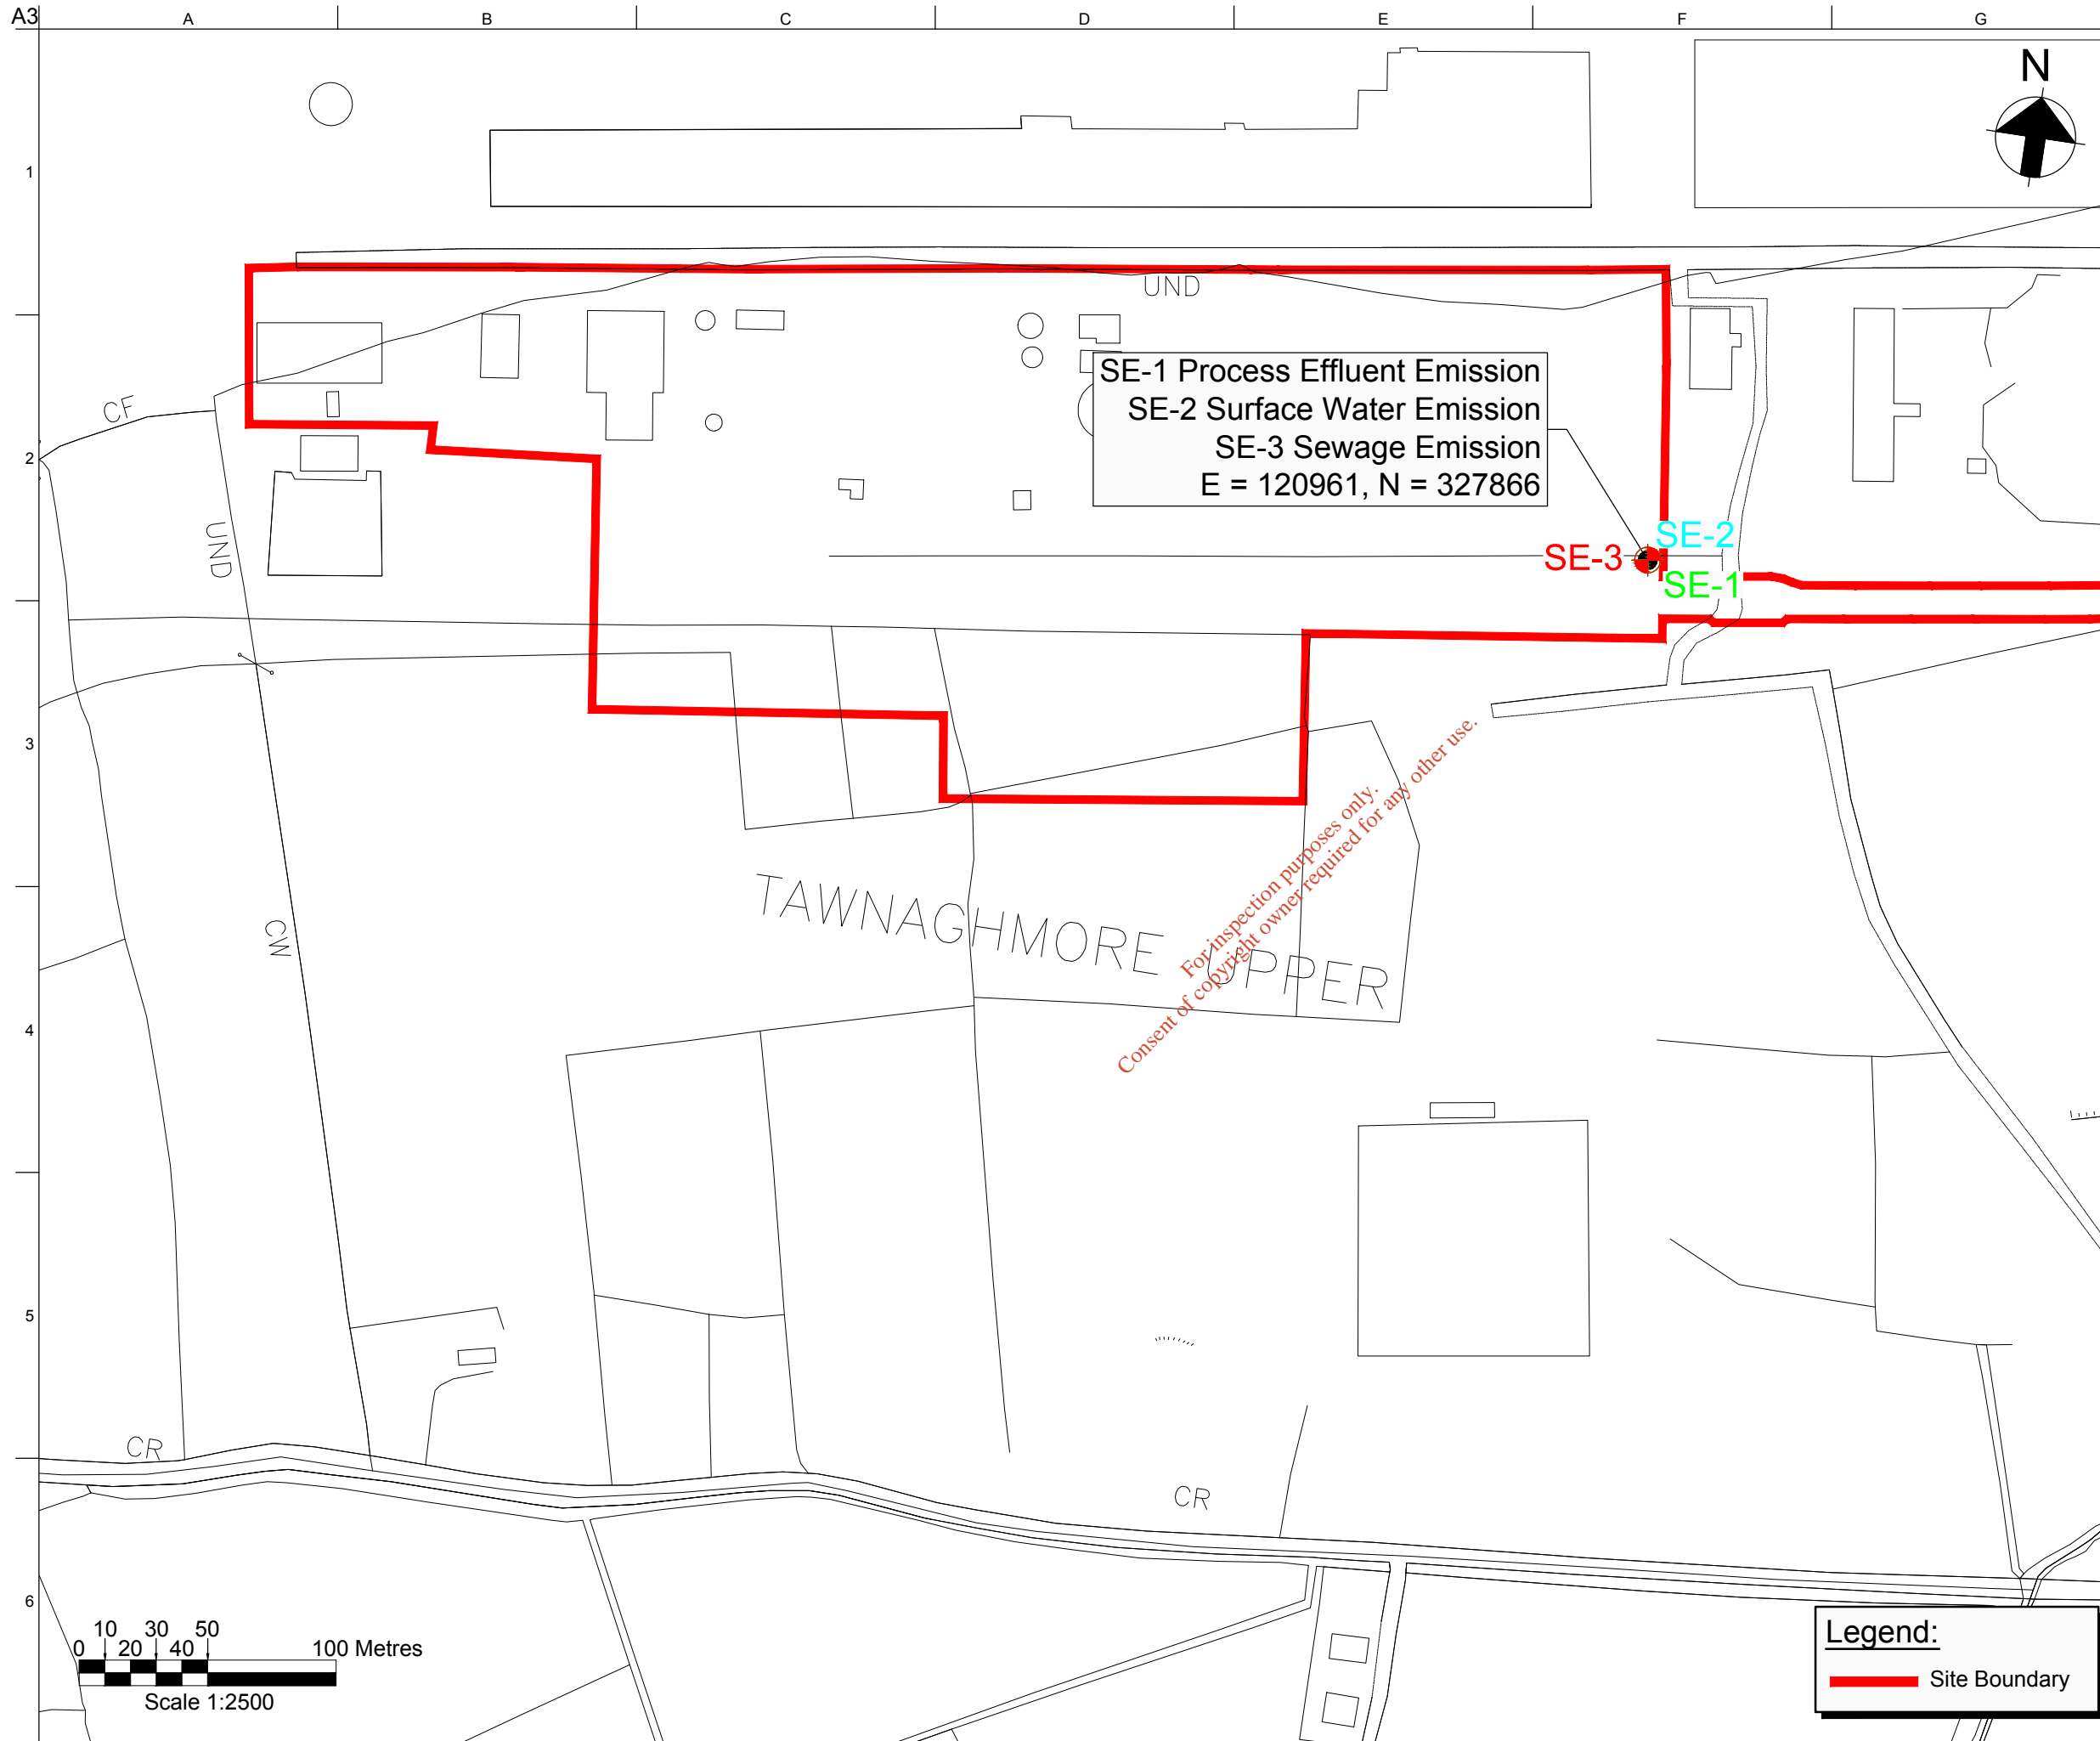 A3
A B C D E F G
N
1
UND
SE-1 Process Effluent Emission
SE-2 Surface Water Emission
SE-3 Sewage Emission
E = 120961, N = 327866
CF
2
UND
SE-2
SE-3
SE-1
3
For inspection purposes only.
Consent of copyright owner required for any other use.
TAWNAGHMORE UPPER
CW
4
5
CR
CR
6
0 10 20 30 40 50 100 Metres
Scale 1:2500
Legend:
Site Boundary